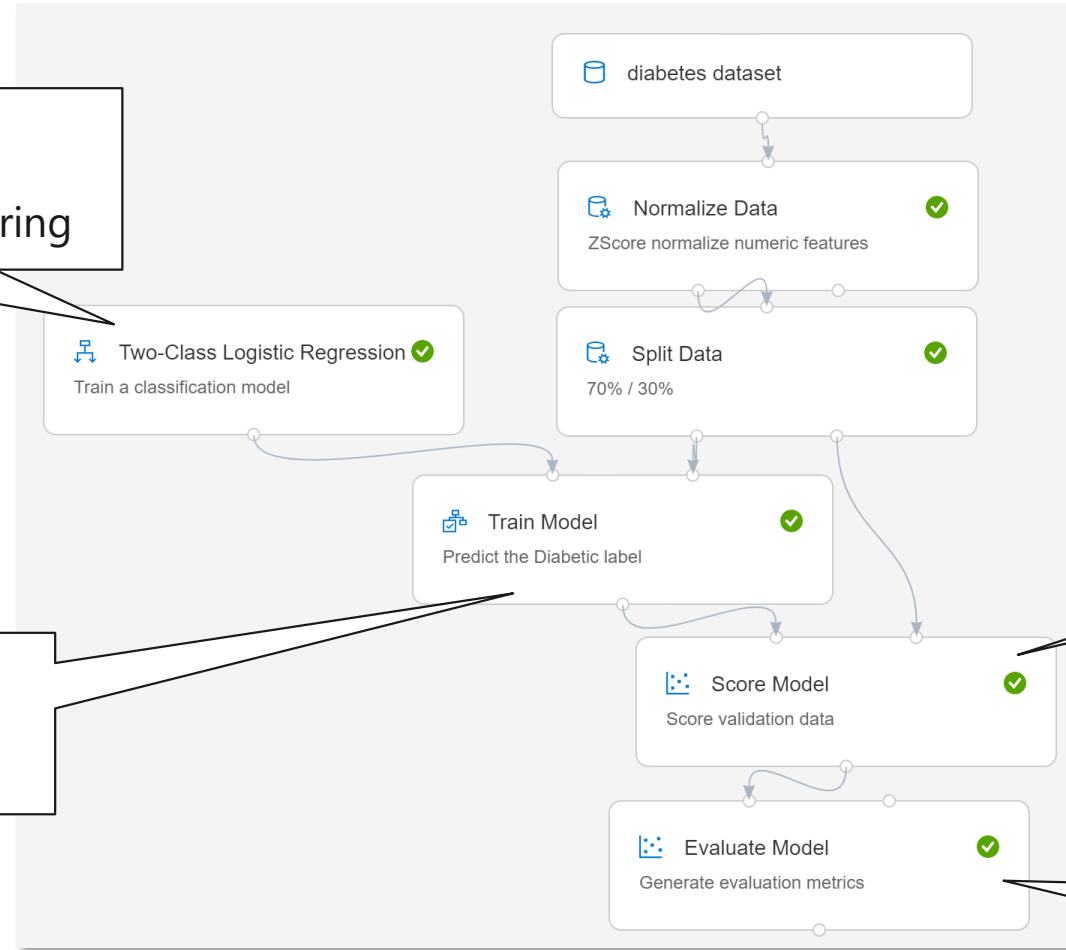 diabetes dataset
ring
Normalize Data
ZScore normalize numeric features
Two-Class Logistic Regression
Train a classification model
Split Data
70% / 30%
Train Model
Predict the Diabetic label
Score Model
Score validation data
Evaluate Model
Generate evaluation metrics